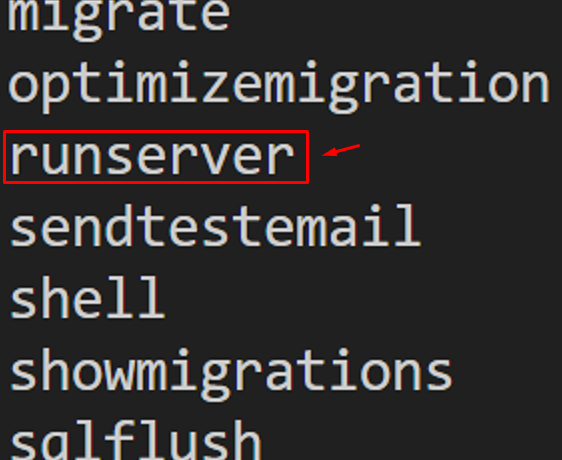 migrate
optimizemigration
runserver
sendtestemail
shell
showmigrations
sqlflush